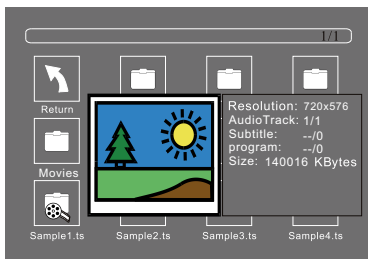 1/1
Return
Resolution: 720x576
AudioTrack: 1/1
Subtitle: --/0
program: --/0
Size: 140016 KBytes
Movies
Sample1.ts Sample2.ts Sample3.ts Sample4.ts